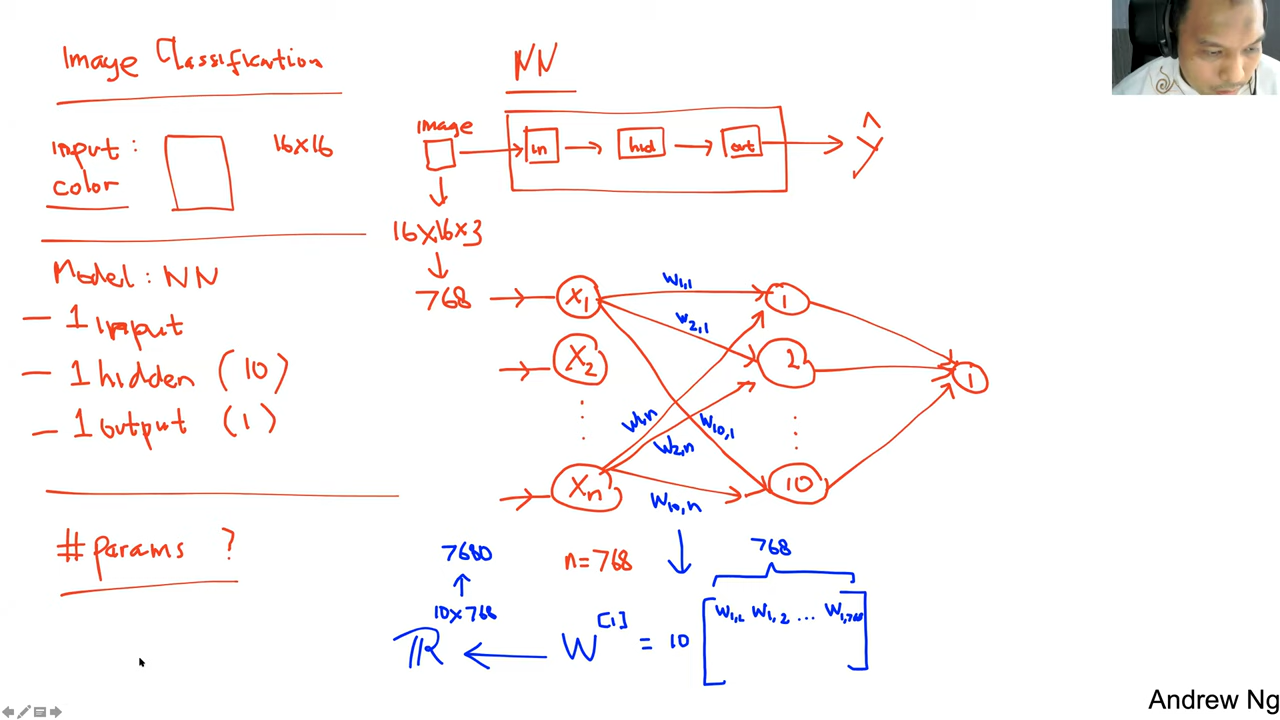 Image Classification
input : 16x16
color
Model : NN
- 1 input
- 1 hidden (10)
- 1 output (1)
#params ?
NN
image
in hid out ŷ
16x16x3
768
x1 x2 xn
1 2 10
1
w1,1
w2,1
w10,1
w1,n
w2,n
w10,n
n=768
768
7680
10x768
ℝ W[1] = 10
w1,1 w1,2 ... w1,768
Andrew Ng